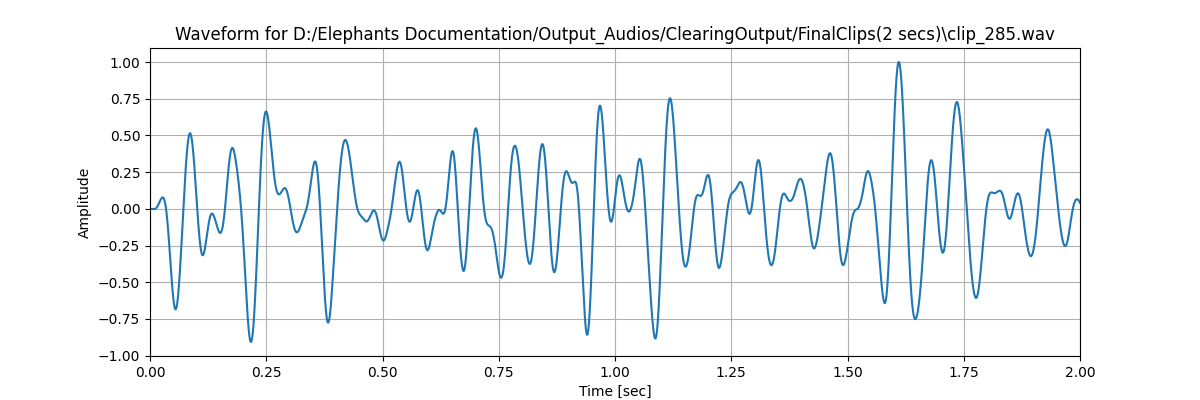 Waveform for D:/Elephants Documentation/Output_Audios/ClearingOutput/FinalClips(2 secs)\clip_285.wav
1.00
0.75
0.50
0.25
0.00
−0.25
−0.50
−0.75
−1.00
Amplitude
0.00 0.25 0.50 0.75 1.00 1.25 1.50 1.75 2.00
Time [sec]